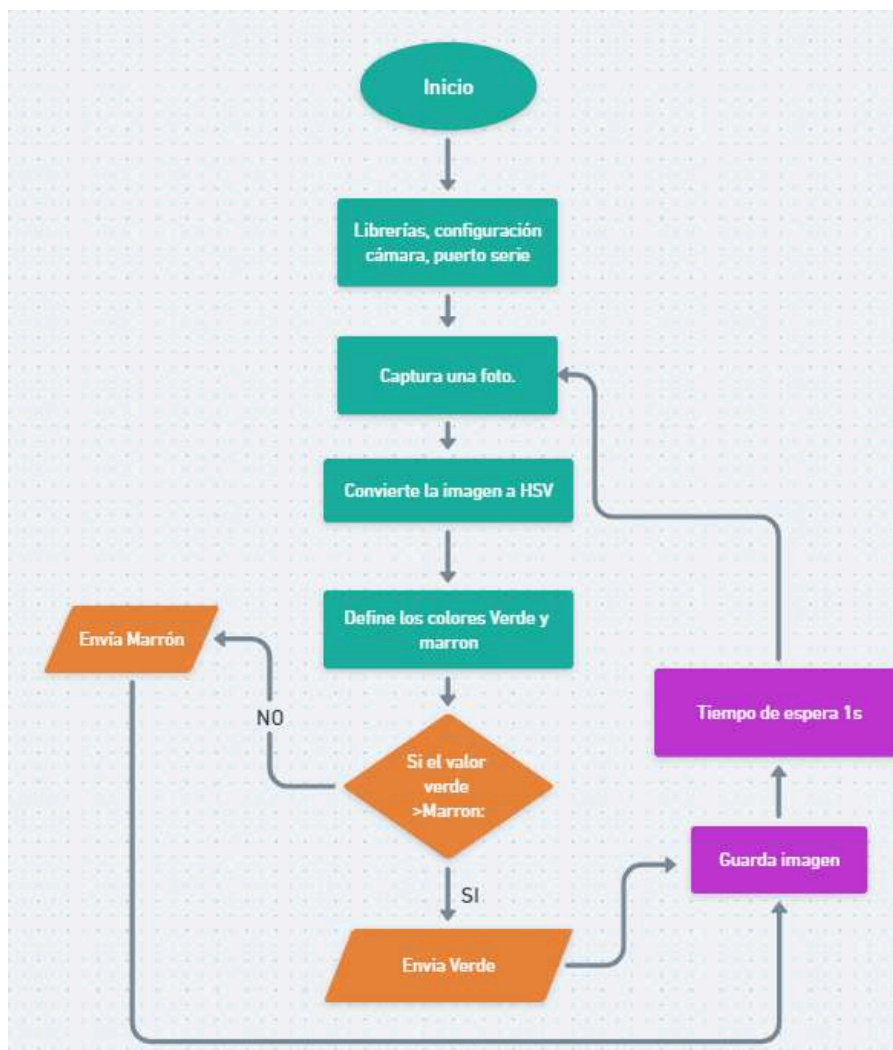 Inicio
Librerías, configuración
cámara, puerto serie
Captura una foto.
Convierte la imagen a HSV
Define los colores Verde y
marron
Envía Marrón
NO
Si el valor
verde
>Marron:
SI
Envia Verde
Guarda imagen
Tiempo de espera 1s